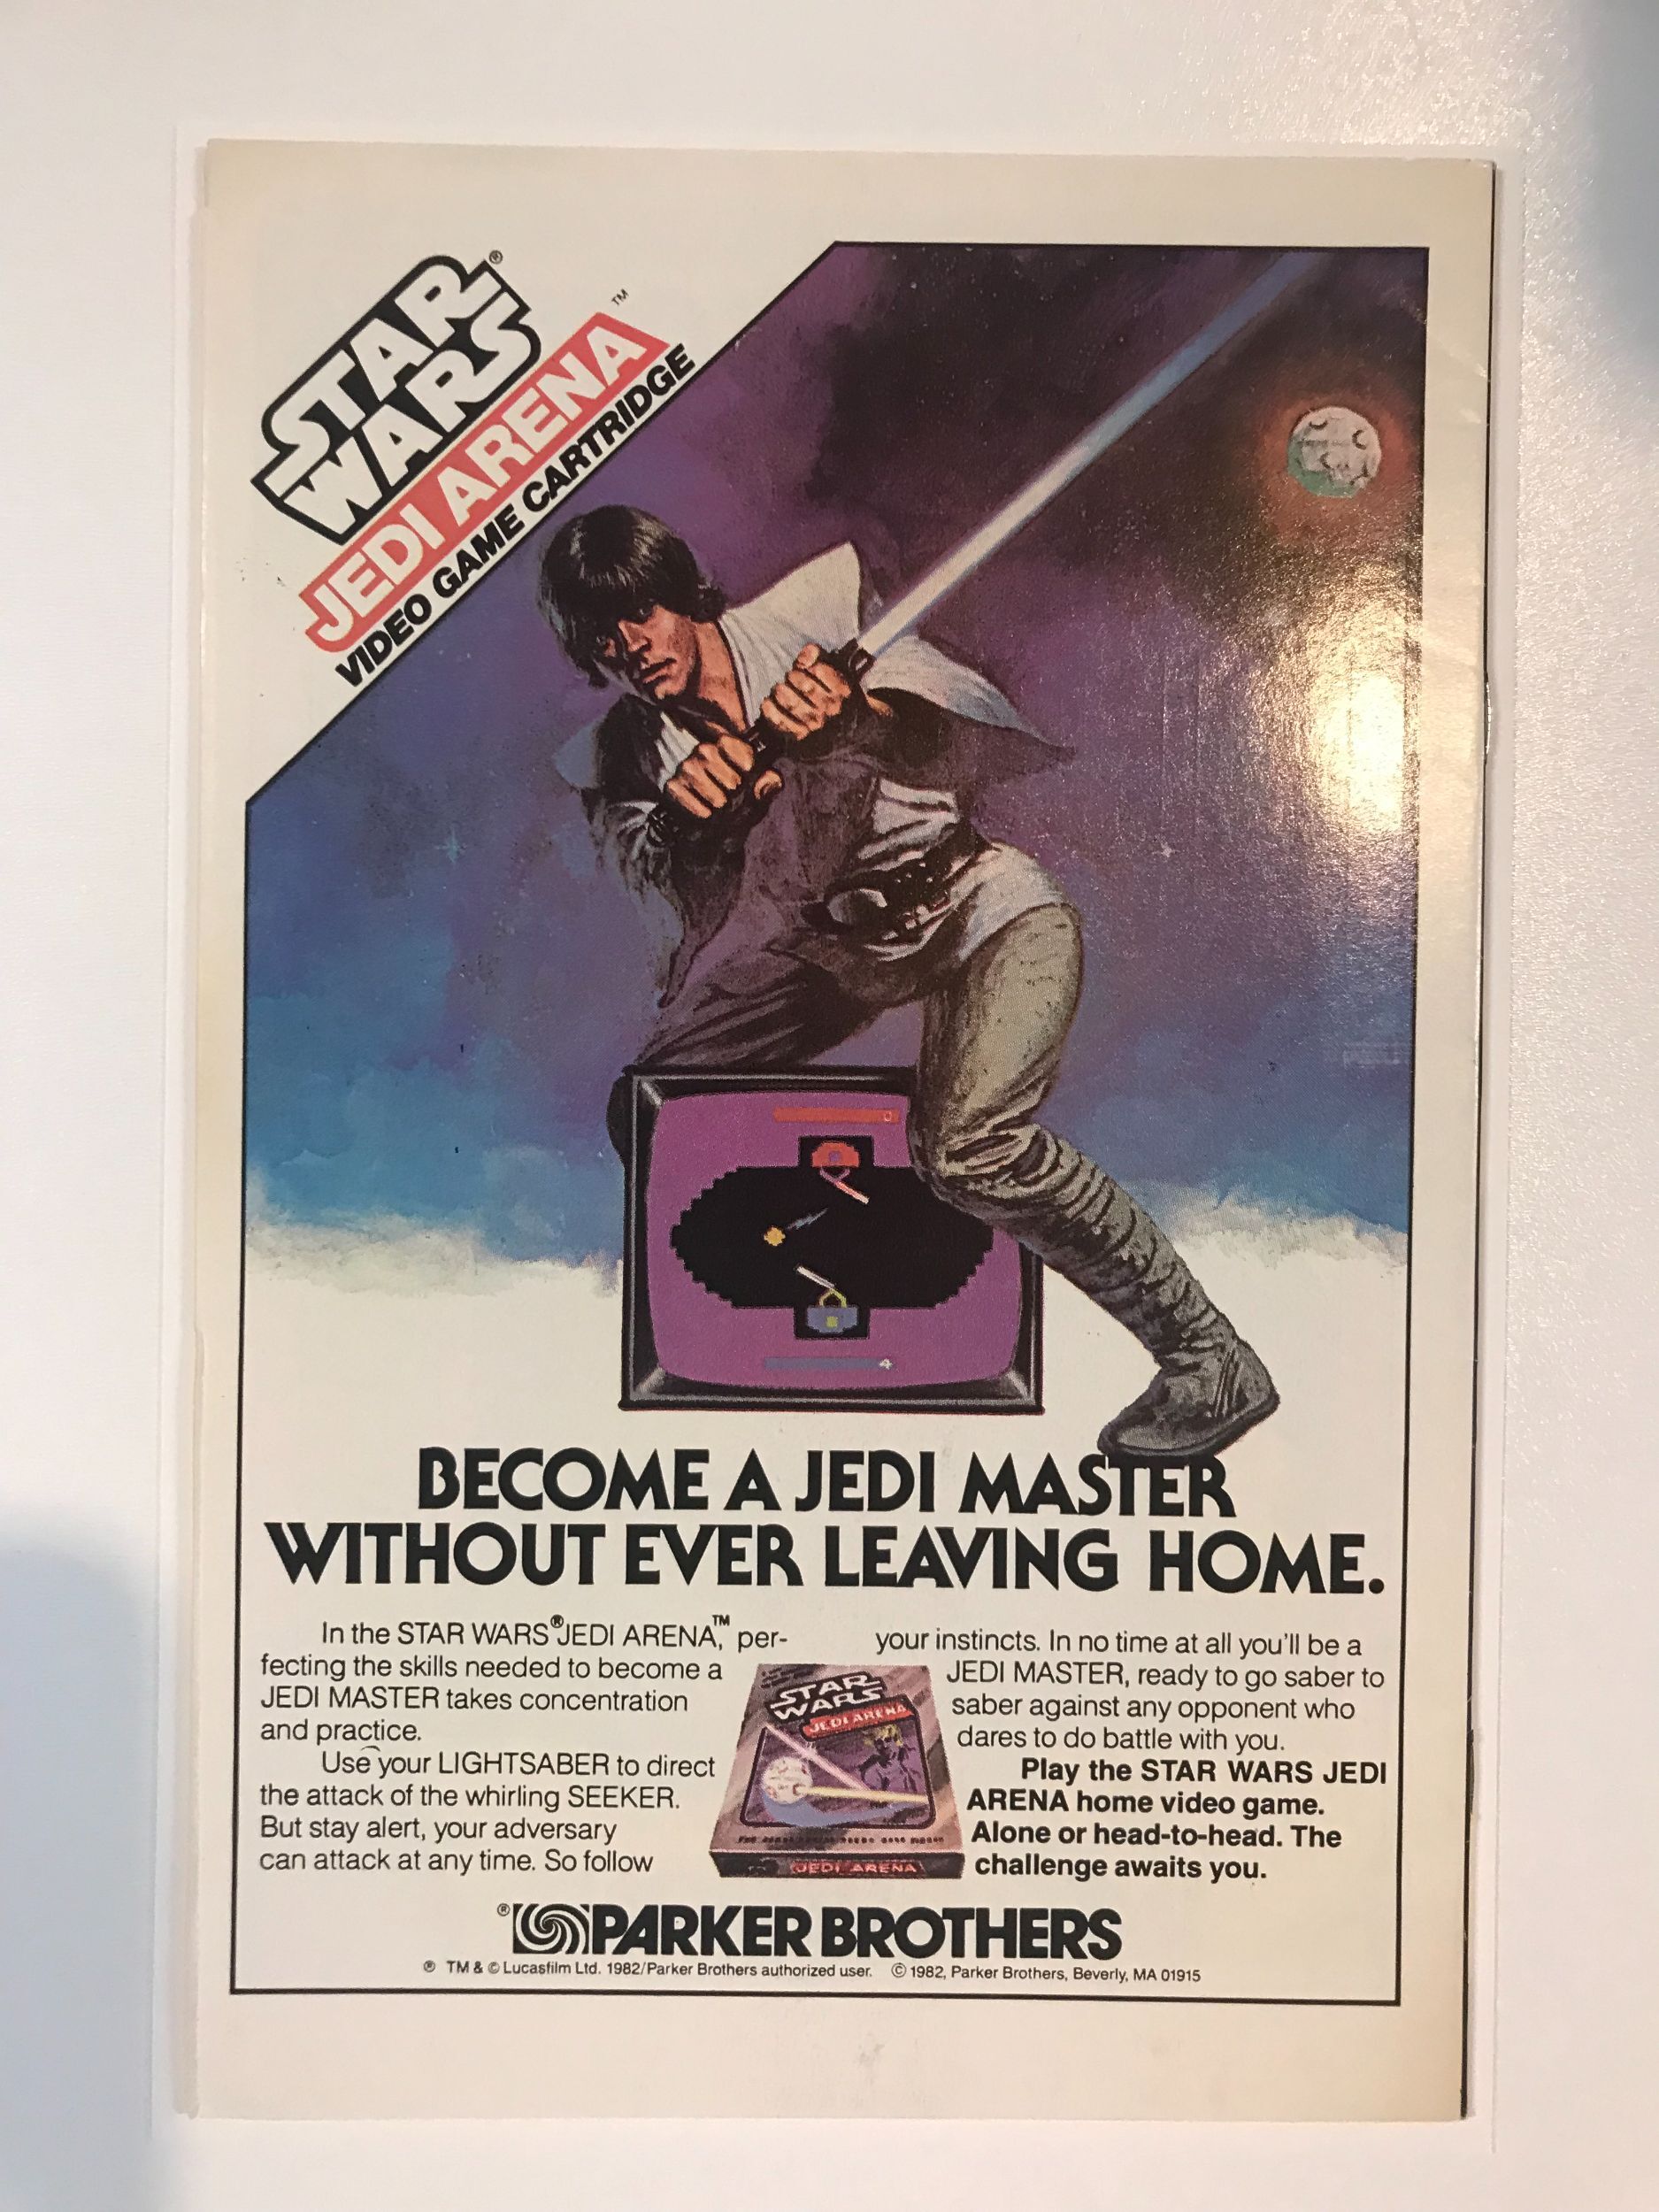 STAR ®
WARS
JEDI ARENA ™
VIDEO GAME CARTRIDGE
0
4
BECOME A JEDI MASTER
WITHOUT EVER LEAVING HOME.
In the STAR WARS® JEDI ARENA,™ per-
fecting the skills needed to become a
JEDI MASTER takes concentration
and practice.
Use your LIGHTSABER to direct
the attack of the whirling SEEKER.
But stay alert, your adversary
can attack at any time. So follow
STAR
WARS
JEDI ARENA
JEDI ARENA
your instincts. In no time at all you'll be a
JEDI MASTER, ready to go saber to
saber against any opponent who
dares to do battle with you.
Play the STAR WARS JEDI
ARENA home video game.
Alone or head-to-head. The
challenge awaits you.
® PARKER BROTHERS
® TM & © Lucasfilm Ltd. 1982/Parker Brothers authorized user. © 1982, Parker Brothers, Beverly, MA 01915